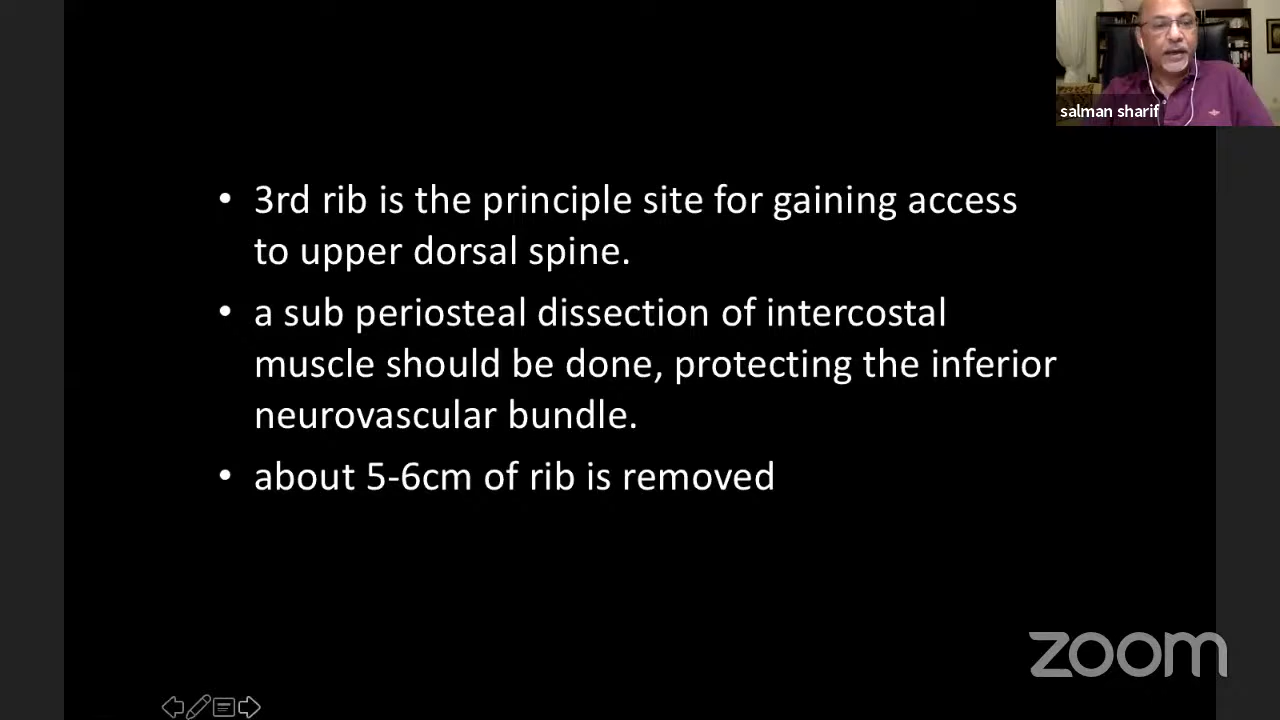 salman sharif
• 3rd rib is the principle site for gaining access
to upper dorsal spine.
• a sub periosteal dissection of intercostal
muscle should be done, protecting the inferior
neurovascular bundle.
• about 5-6cm of rib is removed
zoom